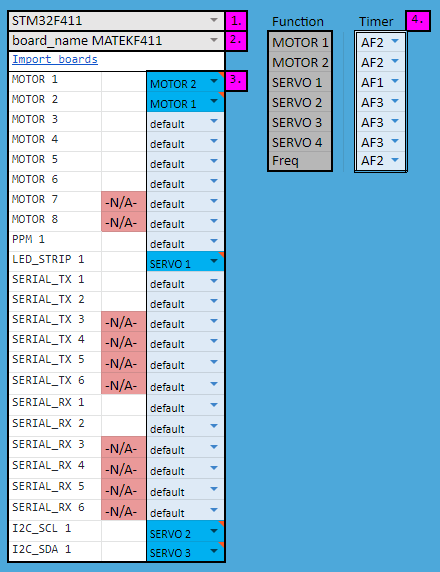 STM32F411 1.
board_name MATEKF411 2.
Import boards
MOTOR 1 MOTOR 2 3.
MOTOR 2 MOTOR 1
MOTOR 3 default
MOTOR 4 default
MOTOR 5 default
MOTOR 6 default
MOTOR 7 -N/A- default
MOTOR 8 -N/A- default
PPM 1 default
LED_STRIP 1 SERVO 1
SERIAL_TX 1 default
SERIAL_TX 2 default
SERIAL_TX 3 -N/A- default
SERIAL_TX 4 -N/A- default
SERIAL_TX 5 -N/A- default
SERIAL_TX 6 -N/A- default
SERIAL_RX 1 default
SERIAL_RX 2 default
SERIAL_RX 3 -N/A- default
SERIAL_RX 4 -N/A- default
SERIAL_RX 5 -N/A- default
SERIAL_RX 6 -N/A- default
I2C_SCL 1 SERVO 2
I2C_SDA 1 SERVO 3
Function Timer 4.
MOTOR 1 AF2
MOTOR 2 AF2
SERVO 1 AF1
SERVO 2 AF3
SERVO 3 AF3
SERVO 4 AF3
Freq AF2